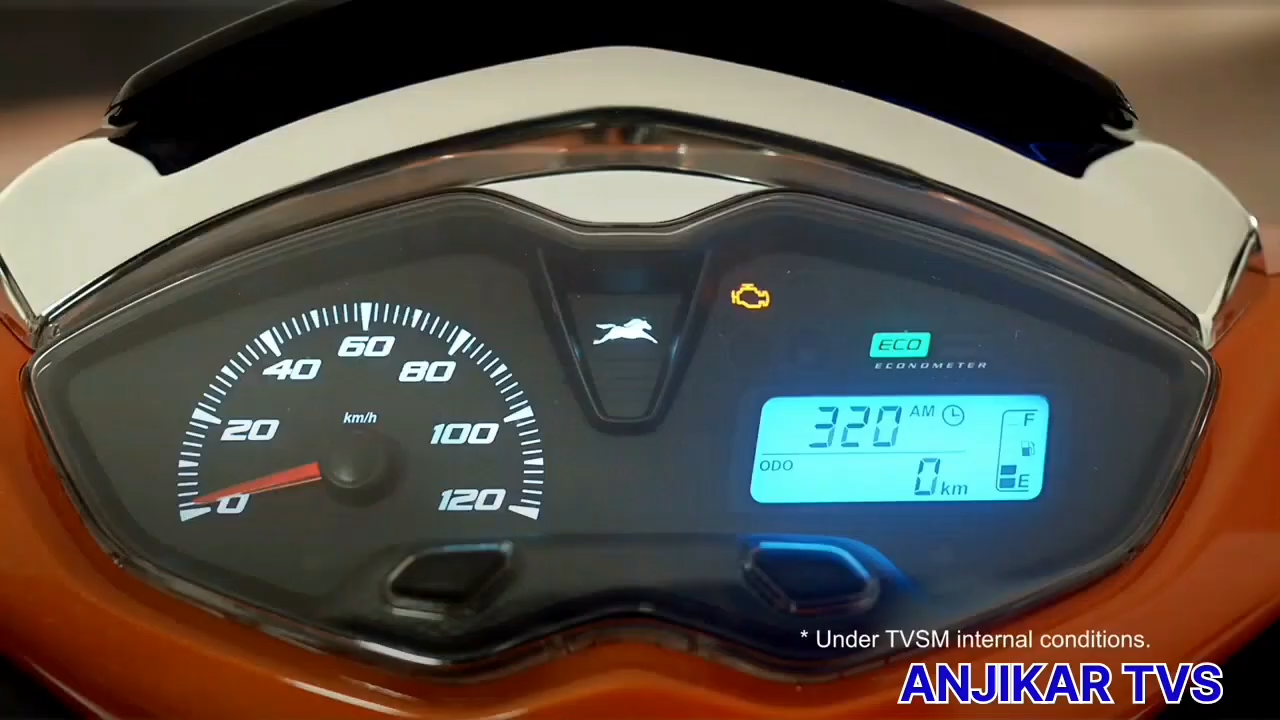 60
40
80
km/h
20
100
0
120
ECO
ECONOMETER
320 AM
F
ODO
0 km
E
* Under TVSM internal conditions.
ANJIKAR TVS